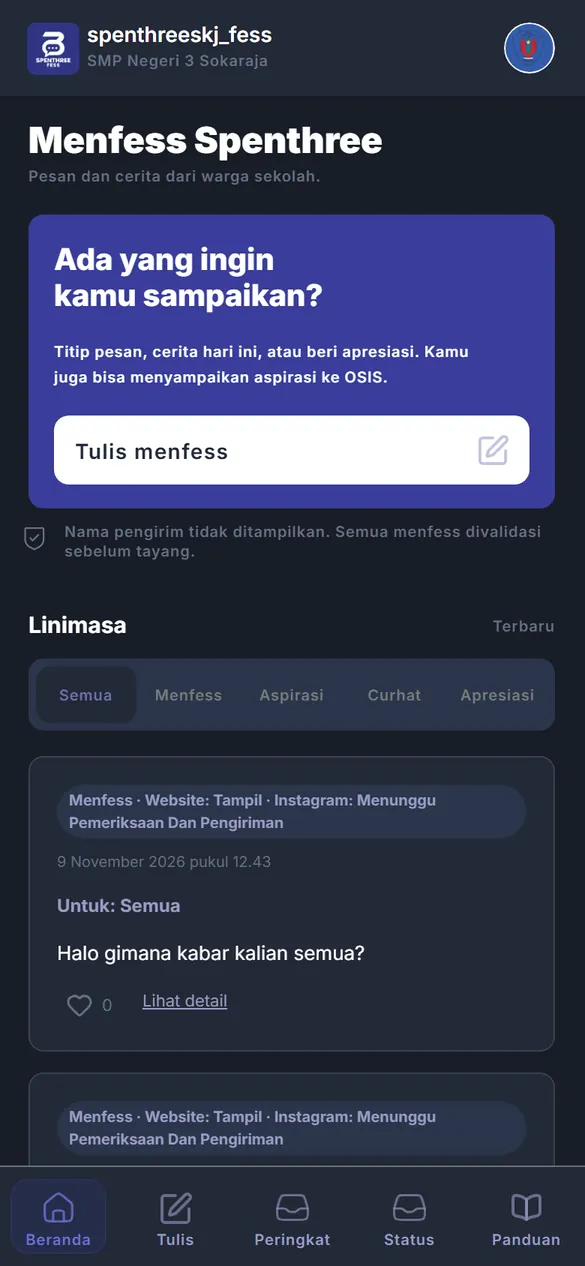 spenthreeskj_fess
SMP Negeri 3 Sokaraja
SPENTHREE
FESS
Menfess Spenthree
Pesan dan cerita dari warga sekolah.
Ada yang ingin
kamu sampaikan?
Titip pesan, cerita hari ini, atau beri apresiasi. Kamu
juga bisa menyampaikan aspirasi ke OSIS.
Tulis menfess
Nama pengirim tidak ditampilkan. Semua menfess divalidasi
sebelum tayang.
Linimasa
Terbaru
Semua
Menfess
Aspirasi
Curhat
Apresiasi
Menfess · Website: Tampil · Instagram: Menunggu
Pemeriksaan Dan Pengiriman
9 November 2026 pukul 12.43
Untuk: Semua
Halo gimana kabar kalian semua?
0
Lihat detail
Menfess · Website: Tampil · Instagram: Menunggu
Pemeriksaan Dan Pengiriman
Beranda
Tulis
Peringkat
Status
Panduan